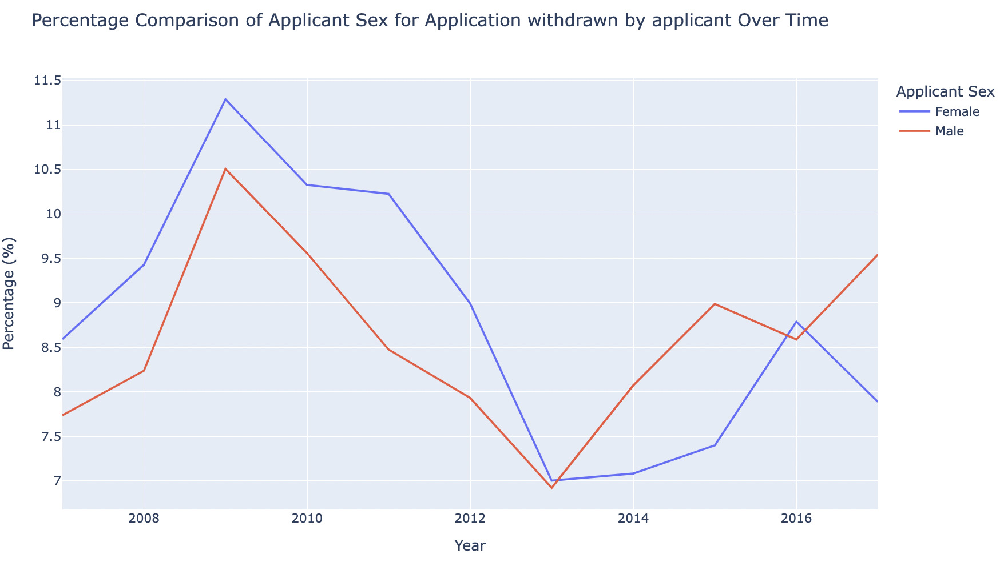 Percentage Comparison of Applicant Sex for Application withdrawn by applicant Over Time
Percentage (%)
11.5
11
10.5
10
9.5
9
8.5
8
7.5
7
2008
2010
2012
2014
2016
Year
Applicant Sex
Female
Male